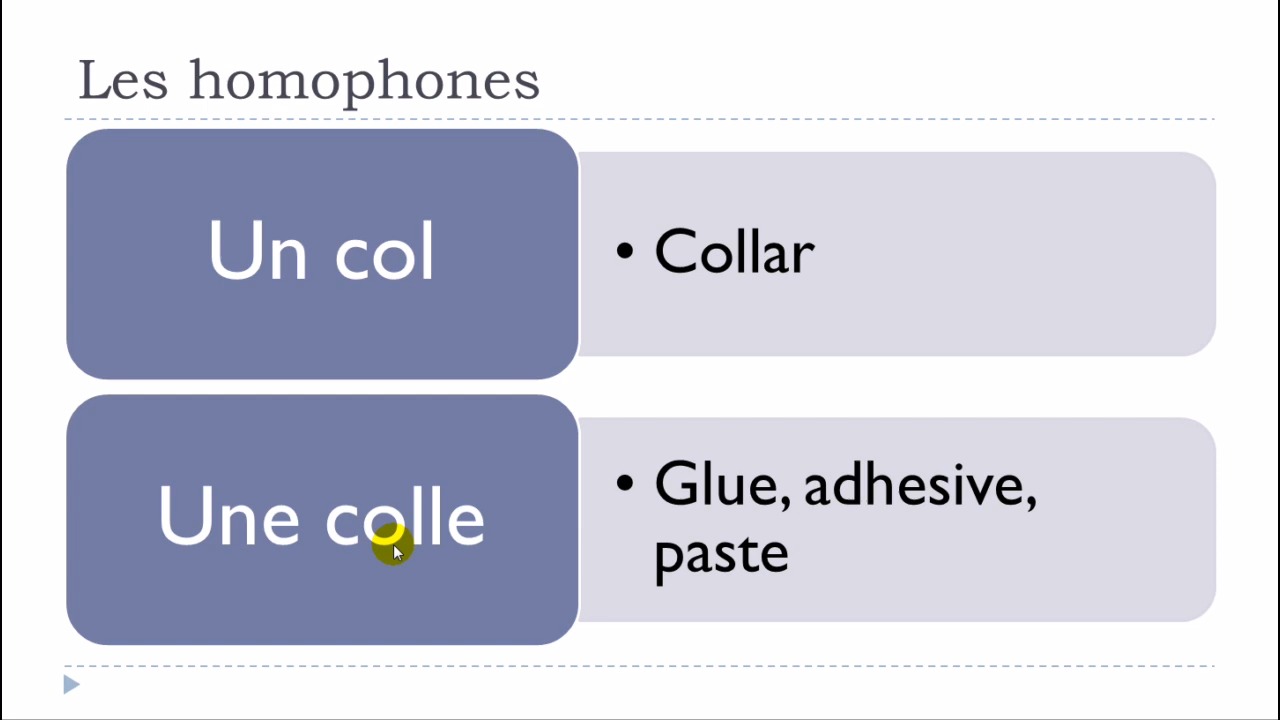 Les homophones
Un col
• Collar
Une colle
• Glue, adhesive,
paste